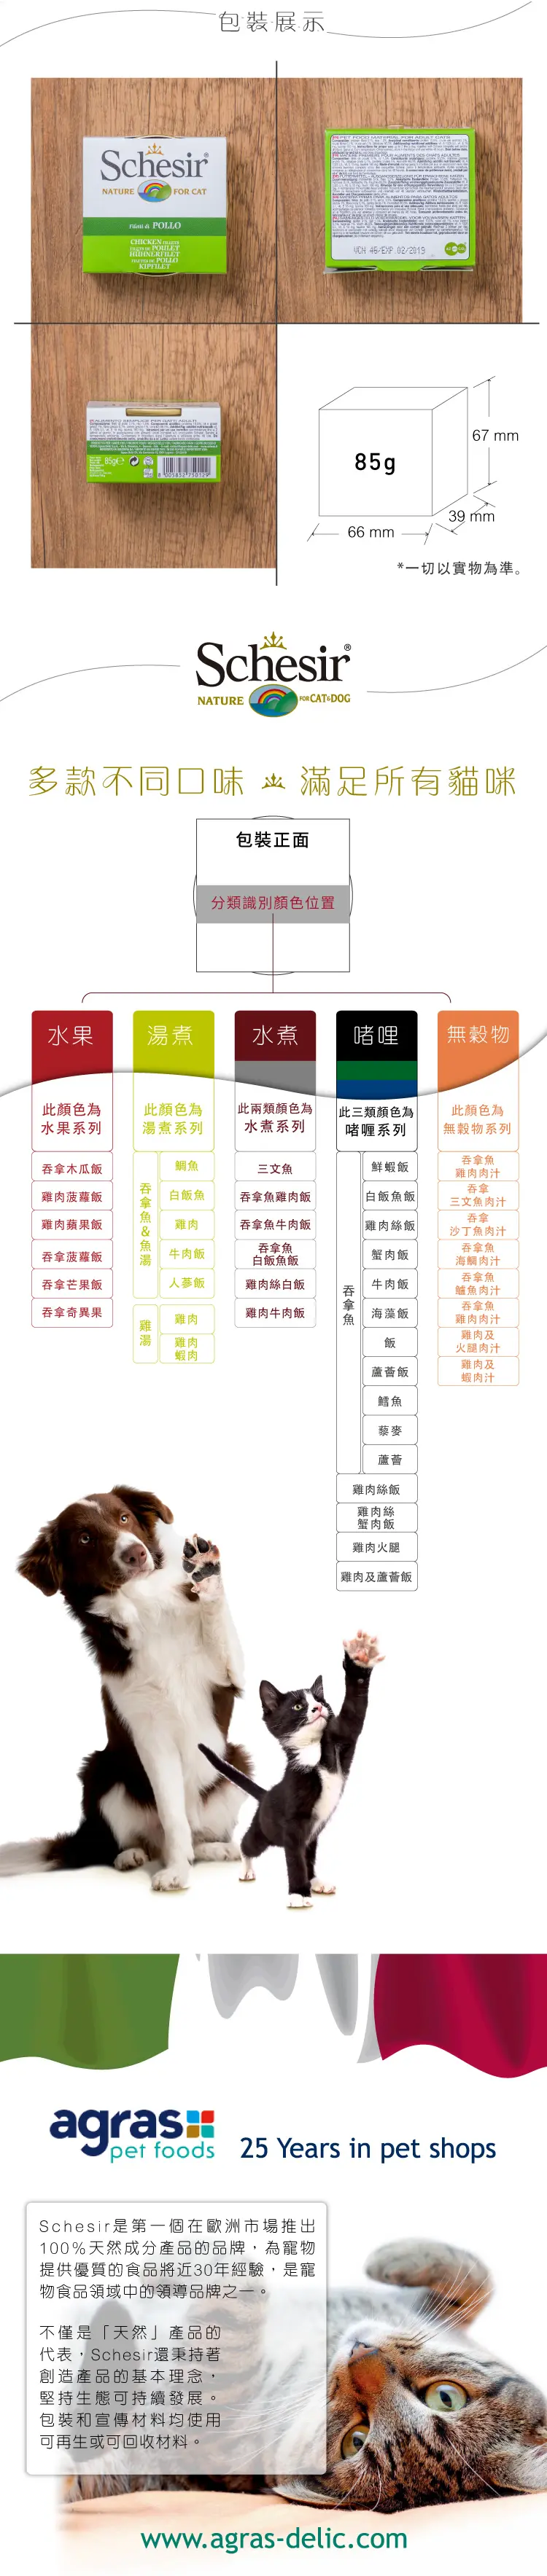 包裝展示
Schesir®
NATURE FOR CAT
Filetti di POLLO
CHICKEN FILLETS
FILETS DE POULET
HÜHNERFILET
FILETES DE POLLO
KIPFILET
PET FOOD
VCH 46/EXP.02/2019
85g
85g
67 mm
39 mm
66 mm
*一切以實物為準。
Schesir®
NATURE FOR CAT&DOG
多款不同口味 滿足所有貓咪
包裝正面
分類識別顏色位置
水果
此顏色為
水果系列
吞拿木瓜飯
雞肉菠蘿飯
雞肉蘋果飯
吞拿菠蘿飯
吞拿芒果飯
吞拿奇異果
湯煮
此顏色為
湯煮系列
吞拿魚&魚湯
鯛魚
白飯魚
雞肉
牛肉飯
人蔘飯
雞湯
雞肉
雞肉
蝦肉
水煮
此兩類顏色為
水煮系列
三文魚
吞拿魚雞肉飯
吞拿魚牛肉飯
吞拿魚
白飯魚飯
雞肉絲白飯
雞肉牛肉飯
啫哩
此三類顏色為
啫喱系列
吞拿魚
鮮蝦飯
白飯魚飯
雞肉絲飯
蟹肉飯
牛肉飯
海藻飯
飯
蘆薈飯
鱈魚
藜麥
蘆薈
雞肉絲飯
雞肉絲
蟹肉飯
雞肉火腿
雞肉及蘆薈飯
無穀物
此顏色為
無穀物系列
吞拿魚
雞肉肉汁
吞拿
三文魚肉汁
吞拿
沙丁魚肉汁
吞拿魚
海鯛肉汁
吞拿魚
鱸魚肉汁
吞拿魚
雞肉肉汁
雞肉及
火腿肉汁
雞肉及
蝦肉汁
agras
pet foods
25 Years in pet shops
Schesir是第一個在歐洲市場推出
100%天然成分產品的品牌，為寵物
提供優質的食品將近30年經驗，是寵
物食品領域中的領導品牌之一。
不僅是「天然」產品的
代表，Schesir還秉持著
創造產品的基本理念，
堅持生態可持續發展。
包裝和宣傳材料均使用
可再生或可回收材料。
www.agras-delic.com